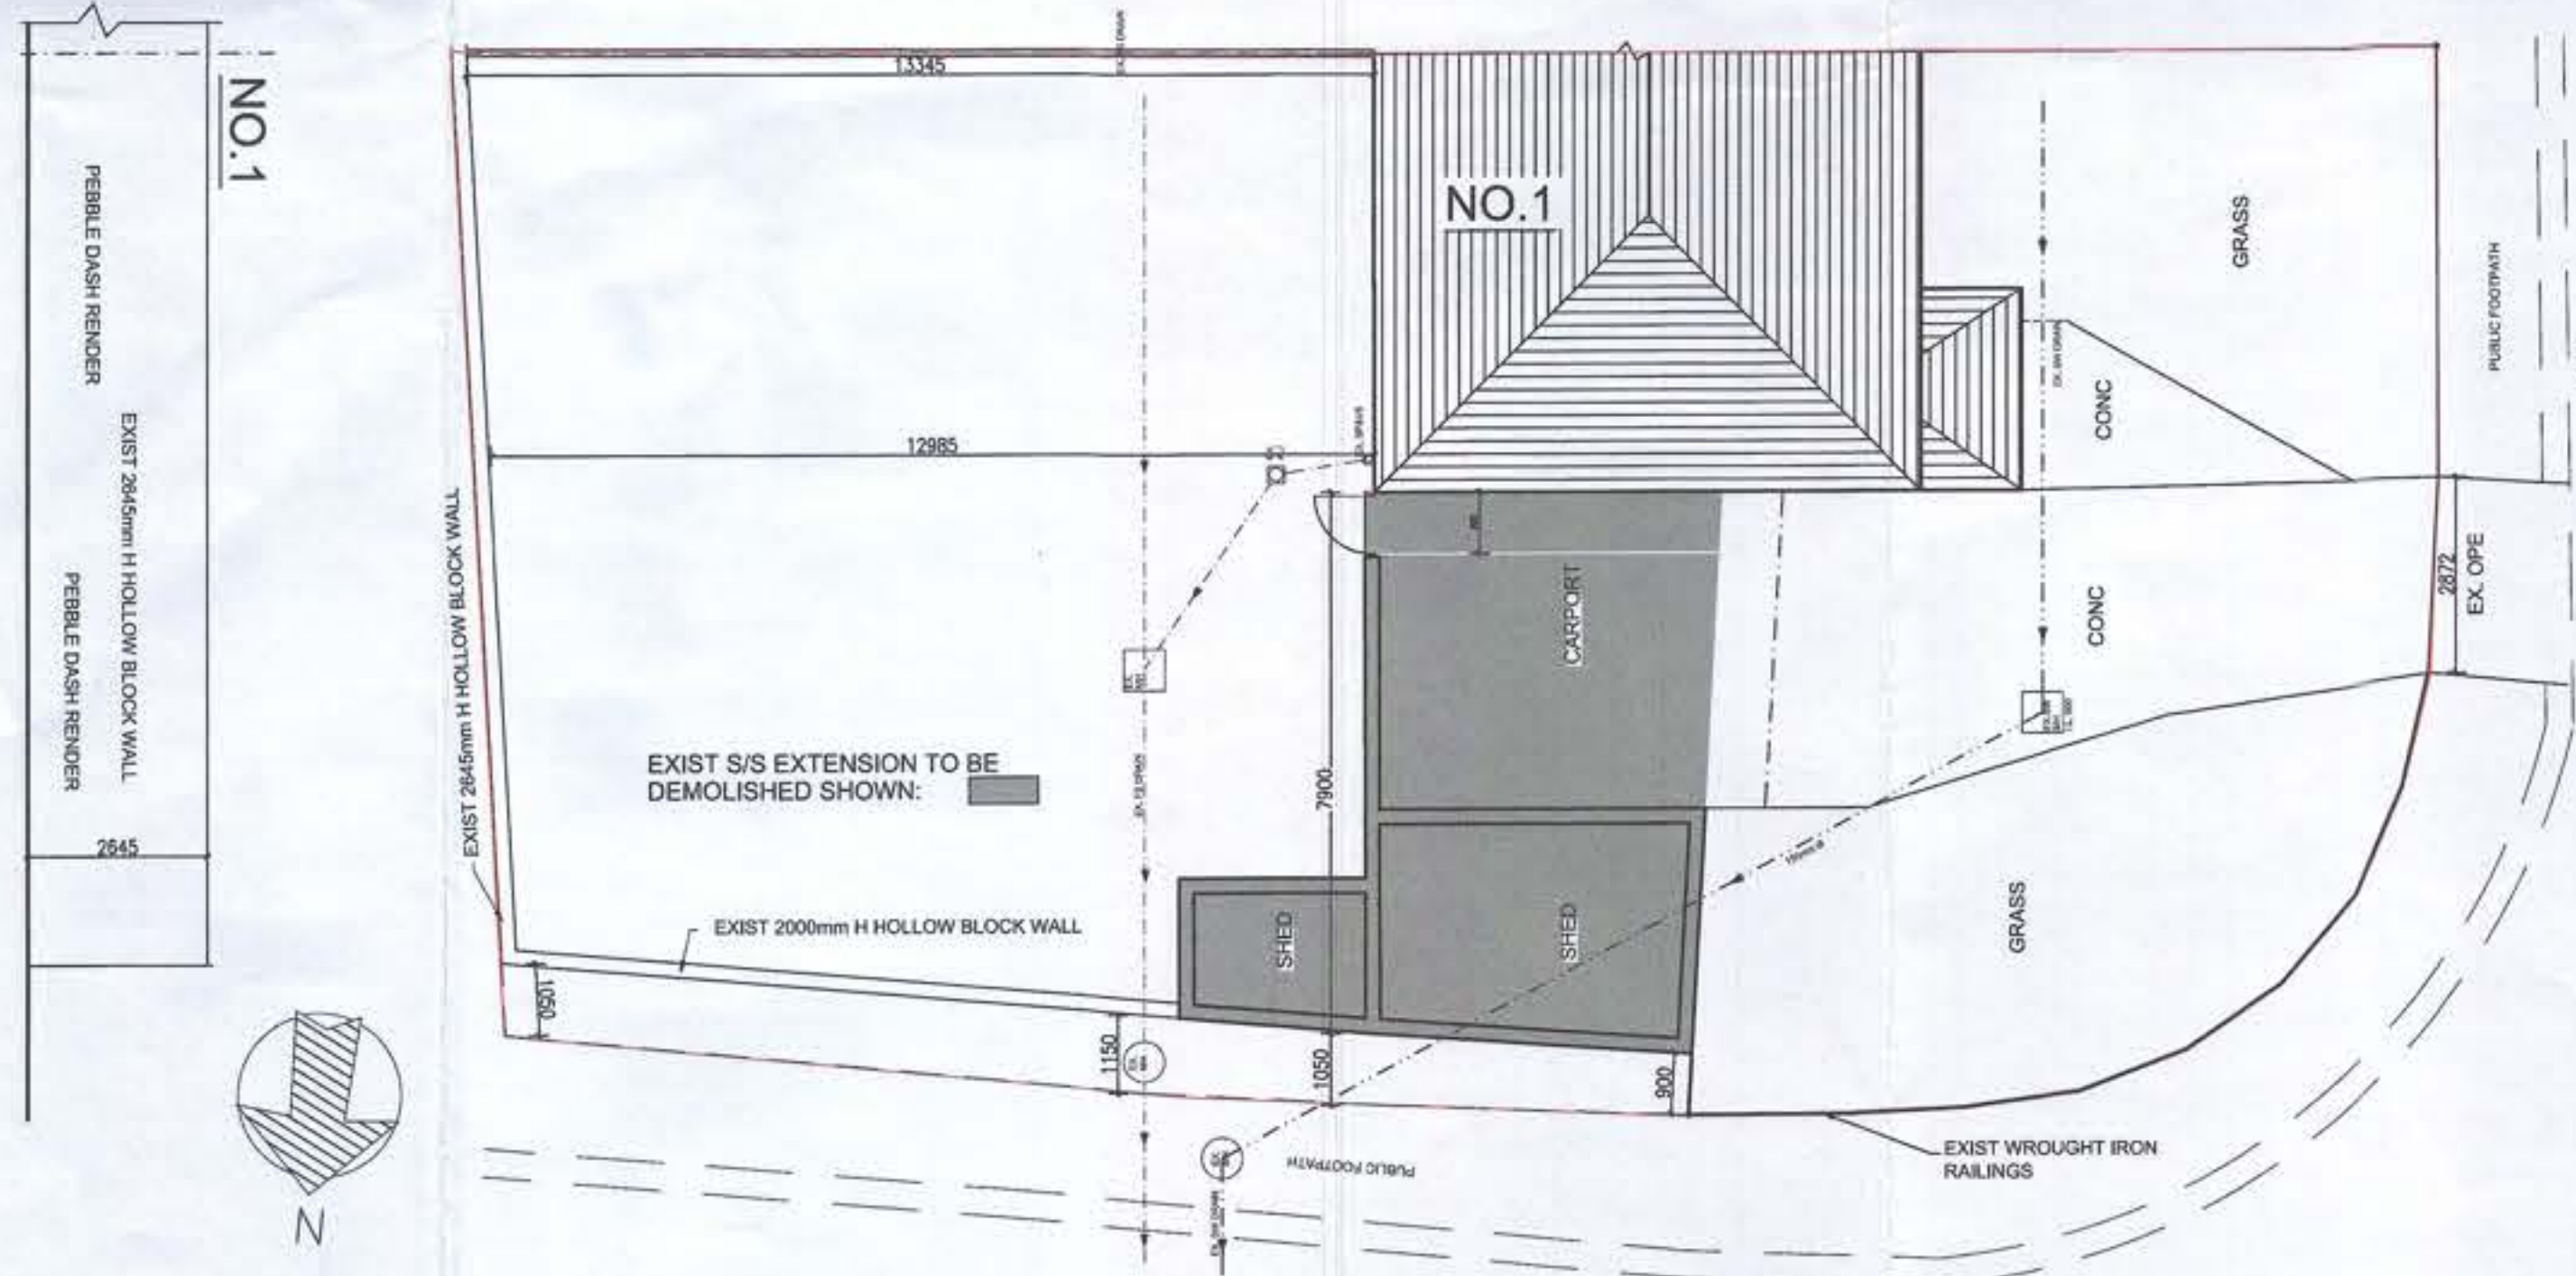 NO.1
PEBBLE DASH RENDER
EXIST 2645mm H HOLLOW BLOCK WALL
PEBBLE DASH RENDER
2645
N
13345
12985
EXIST 2645mm H HOLLOW BLOCK WALL
EXIST S/S EXTENSION TO BE
DEMOLISHED SHOWN:
EXIST 2000mm H HOLLOW BLOCK WALL
1050
1150
1050
900
7900
NO.1
CARPORT
SHED
SHED
GRASS
CONC
CONC
GRASS
2872
EX. OPE
PUBLIC FOOTPATH
PUBLIC FOOTPATH
EXIST WROUGHT IRON
RAILINGS